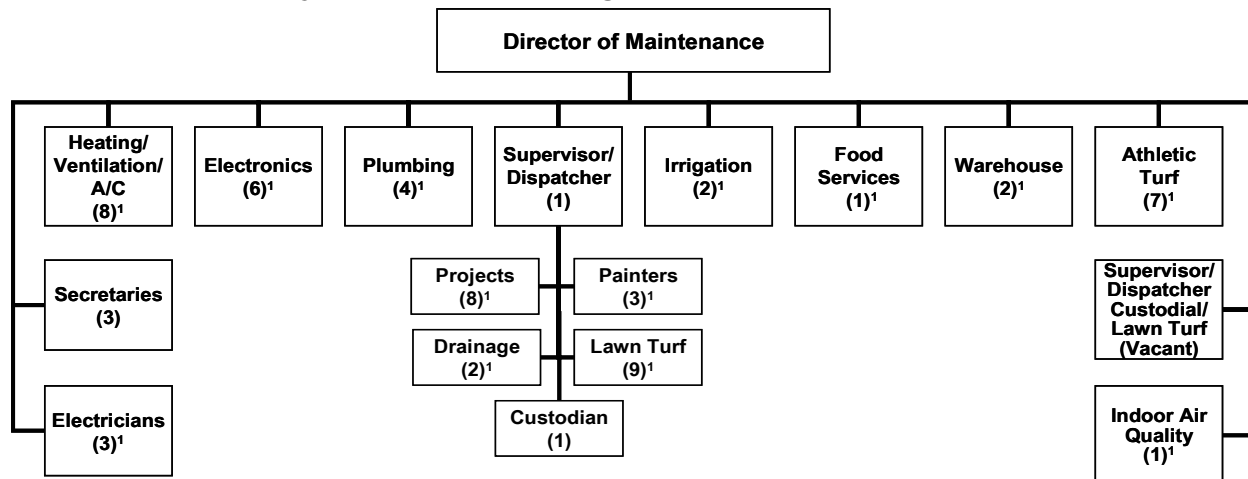 Director of Maintenance
Heating/
Ventilation/
A/C
(8)¹
Electronics
(6)¹
Plumbing
(4)¹
Supervisor/
Dispatcher
(1)
Irrigation
(2)¹
Food
Services
(1)¹
Warehouse
(2)¹
Athletic
Turf
(7)¹
Secretaries
(3)
Projects
(8)¹
Painters
(3)¹
Supervisor/
Dispatcher
Custodial/
Lawn Turf
(Vacant)
Drainage
(2)¹
Lawn Turf
(9)¹
Electricians
(3)¹
Custodian
(1)
Indoor Air
Quality
(1)¹